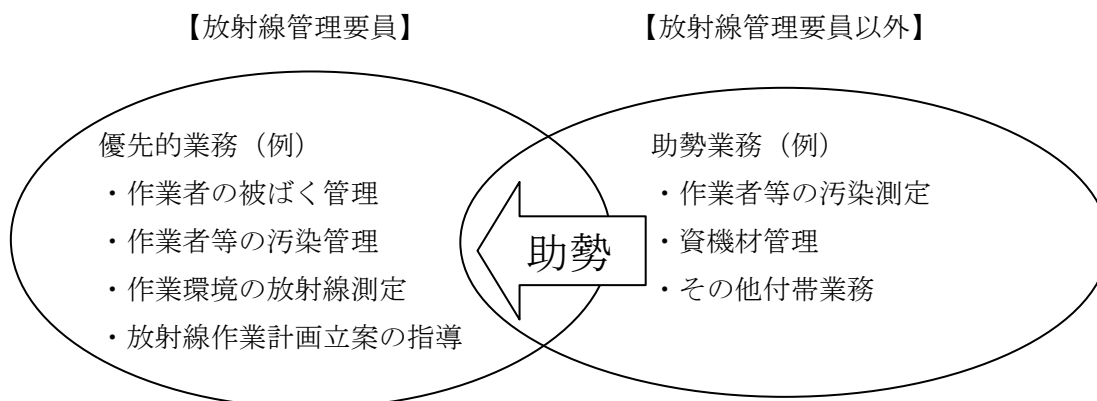 【放射線管理要員】
【放射線管理要員以外】
優先的業務（例）
・作業者の被ばく管理
・作業者等の汚染管理
・作業環境の放射線測定
・放射線作業計画立案の指導
助勢
助勢業務（例）
・作業者等の汚染測定
・資機材管理
・その他付帯業務